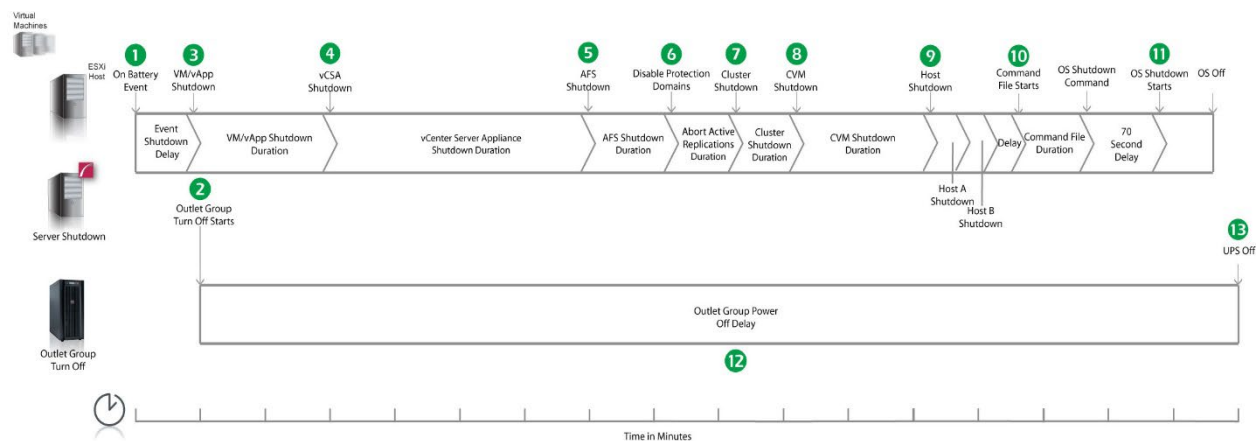 Virtual
Machines
ESXi
Host
1
On Battery
Event
3
VM/vApp
Shutdown
4
vCSA
Shutdown
5
AFS
Shutdown
6
Disable Protection
Domains
7
Cluster
Shutdown
8
CVM
Shutdown
9
Host
Shutdown
10
Command
File Starts
OS Shutdown
Command
11
OS Shutdown
Starts
OS Off
Event
Shutdown
Delay
VM/vApp Shutdown
Duration
vCenter Server Appliance
Shutdown Duration
AFS Shutdown
Duration
Abort Active
Replications
Duration
Cluster
Shutdown
Duration
CVM Shutdown
Duration
Delay
Command File
Duration
70
Second
Delay
Host A
Shutdown
Host B
Shutdown
2
Outlet Group
Turn Off Starts
Server Shutdown
13
UPS Off
Outlet Group Power
Off Delay
12
Outlet Group
Turn Off
Time in Minutes